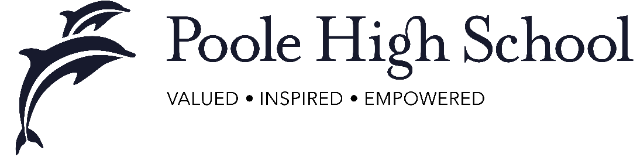 Poole High School
VALUED • INSPIRED • EMPOWERED